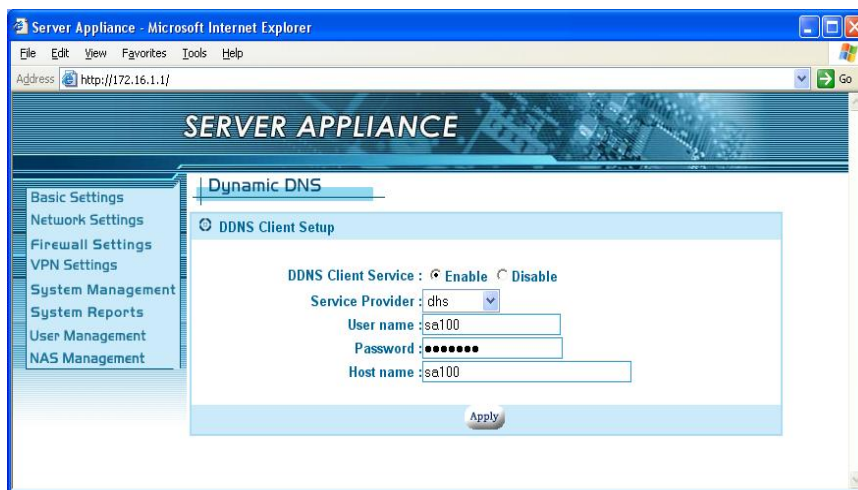 Server Appliance - Microsoft Internet Explorer
File Edit View Favorites Tools Help
Address http://172.16.1.1/ Go
SERVER APPLIANCE
Dynamic DNS
Basic Settings
Network Settings
Firewall Settings
VPN Settings
System Management
System Reports
User Management
NAS Management
DDNS Client Setup
DDNS Client Service : Enable Disable
Service Provider : dhs
User name : sa100
Password : ●●●●●●●
Host name : sa100
Apply